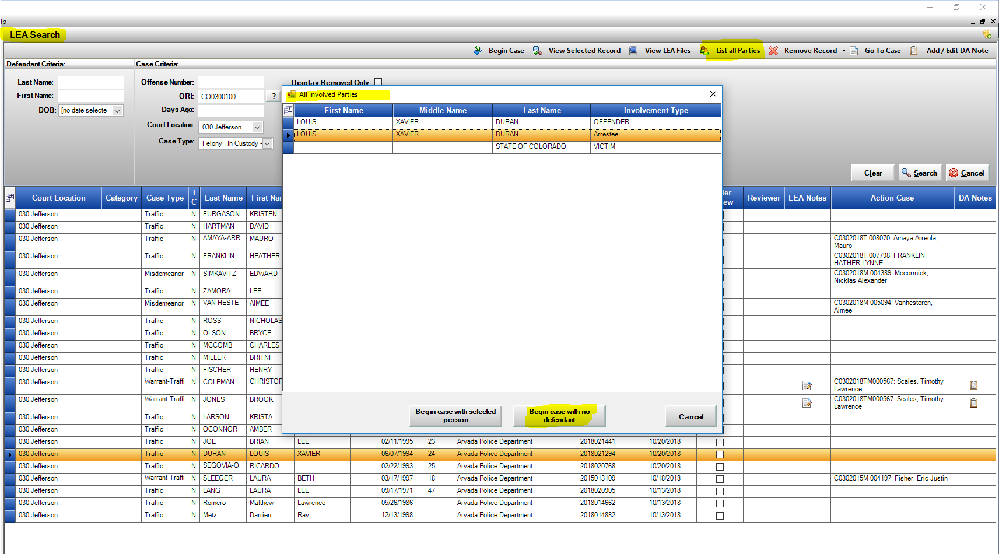 lp
LEA Search
Begin Case View Selected Record View LEA Files List all Parties Remove Record Go To Case Add / Edit DA Note
Defendant Criteria: Case Criteria:
Last Name: Offense Number: Display Removed Only:
First Name: ORI: CO0300100 ?
DOB: [no date selecte Days Ago:
Court Location: 030 Jefferson
Case Type: Felony , In Custody -
Clear Search Cancel
All Involved Parties
First Name Middle Name Last Name Involvement Type
LOUIS XAVIER DURAN OFFENDER
LOUIS XAVIER DURAN Arrestee
STATE OF COLORADO VICTIM
Begin case with selected person
Begin case with no defendant
Cancel
Court Location Category Case Type I C Last Name First Nar Reviewer LEA Notes Action Case DA Notes
030 Jefferson Traffic N FURGASON KRISTEN
030 Jefferson Traffic N HARTMAN DAVID
030 Jefferson Traffic N AMAYA-ARR MAURO C0302018T 008070: Amaya Arreola,
Mauro
030 Jefferson Traffic N FRANKLIN HEATHER C0302018T 007798: FRANKLIN,
HATHER LYNNE
030 Jefferson Misdemeanor N SIMKAVITZ EDWARD C0302018M 004389: Mccormick,
Nicklas Alexander
030 Jefferson Traffic N ZAMORA LEE
030 Jefferson Misdemeanor N VAN HESTE AIMEE C0302018M 005094: Vanhesteren,
Aimee
030 Jefferson Traffic N ROSS NICHOLAS
030 Jefferson Traffic N OLSON BRYCE
030 Jefferson Traffic N MCCOMB CHARLES
030 Jefferson Traffic N MILLER BRITNI
030 Jefferson Traffic N FISCHER HENRY
030 Jefferson Warrant-Traffi N COLEMAN CHRISTOF C0302018TM000567: Scales, Timothy
Lawrence
030 Jefferson Warrant-Traffi N JONES BROOK C0302018TM000567: Scales, Timothy
Lawrence
030 Jefferson Traffic N LARSON KRISTA
030 Jefferson Traffic N OCONNOR AMBER
030 Jefferson Traffic N JOE BRIAN LEE 02/11/1995 23 Arvada Police Department 2018021441 10/20/2018
030 Jefferson Traffic N DURAN LOUIS XAVIER 06/07/1994 24 Arvada Police Department 2018021294 10/20/2018
030 Jefferson Traffic N SEGOVIA-O RICARDO 02/22/1993 25 Arvada Police Department 2018020768 10/20/2018
030 Jefferson Warrant-Traffi N SLEEGER LAURA BETH 03/17/1997 18 Arvada Police Department 2015013109 10/18/2018 C0302015M 004197: Fisher, Eric Justin
030 Jefferson Traffic N LANG LAURA LEE 09/17/1971 47 Arvada Police Department 2018020905 10/13/2018
030 Jefferson Traffic N Romero Matthew Lawrence 05/26/1986 Arvada Police Department 2018014662 10/13/2018
030 Jefferson Traffic N Metz Darrien Ray 12/13/1998 Arvada Police Department 2018014882 10/13/2018